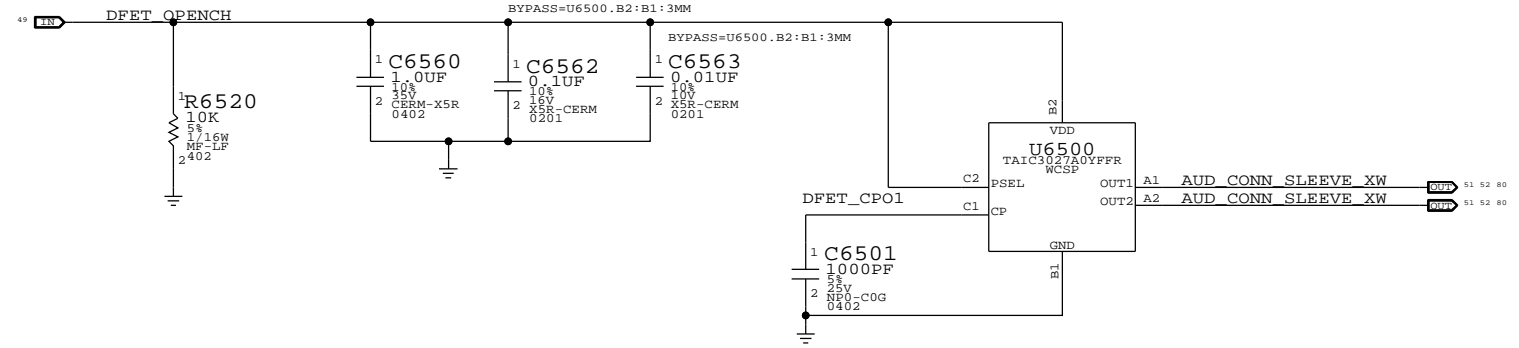 BYPASS=U6500.B2:B1:3MM
49 IN DFET_OPENCH
BYPASS=U6500.B2:B1:3MM
1
R6520
10K
5%
1/16W
MF-LF
402
2
1
C6560
1.0UF
10%
35V
CERM-X5R
0402
2
1
C6562
0.1UF
10%
16V
X5R-CERM
0201
2
1
C6563
0.01UF
10%
10V
X5R-CERM
0201
2
B2
VDD
U6500
TAIC3027A0YFFR
WCSP
C2 PSEL
OUT1 A1 AUD_CONN_SLEEVE_XW OUT 51 52 80
DFET_CPO1
C1 CP
OUT2 A2 AUD_CONN_SLEEVE_XW OUT 51 52 80
GND
B1
1
C6501
1000PF
5%
25V
NP0-C0G
0402
2